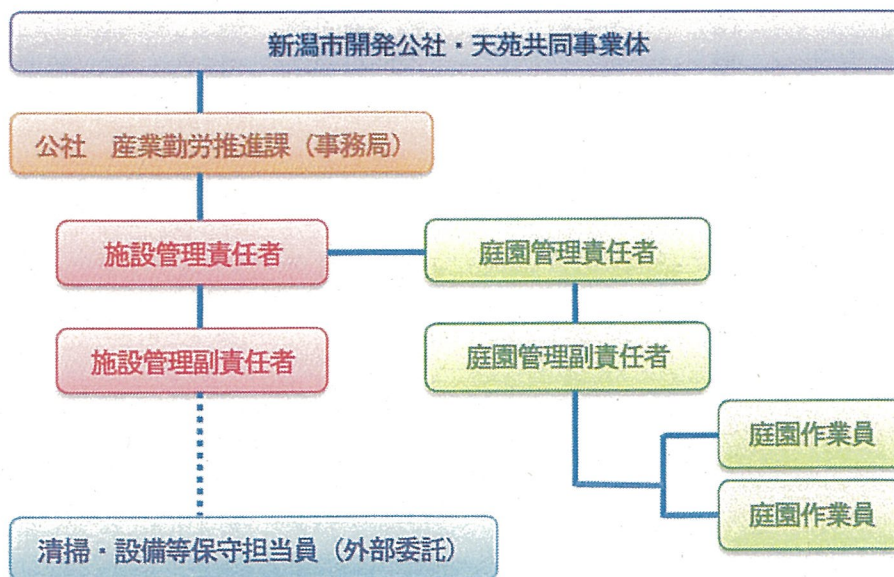 新潟市開発公社・天苑共同事業体
公社　産業勤労推進課（事務局）
施設管理責任者
庭園管理責任者
施設管理副責任者
庭園管理副責任者
庭園作業員
庭園作業員
清掃・設備等保守担当員（外部委託）